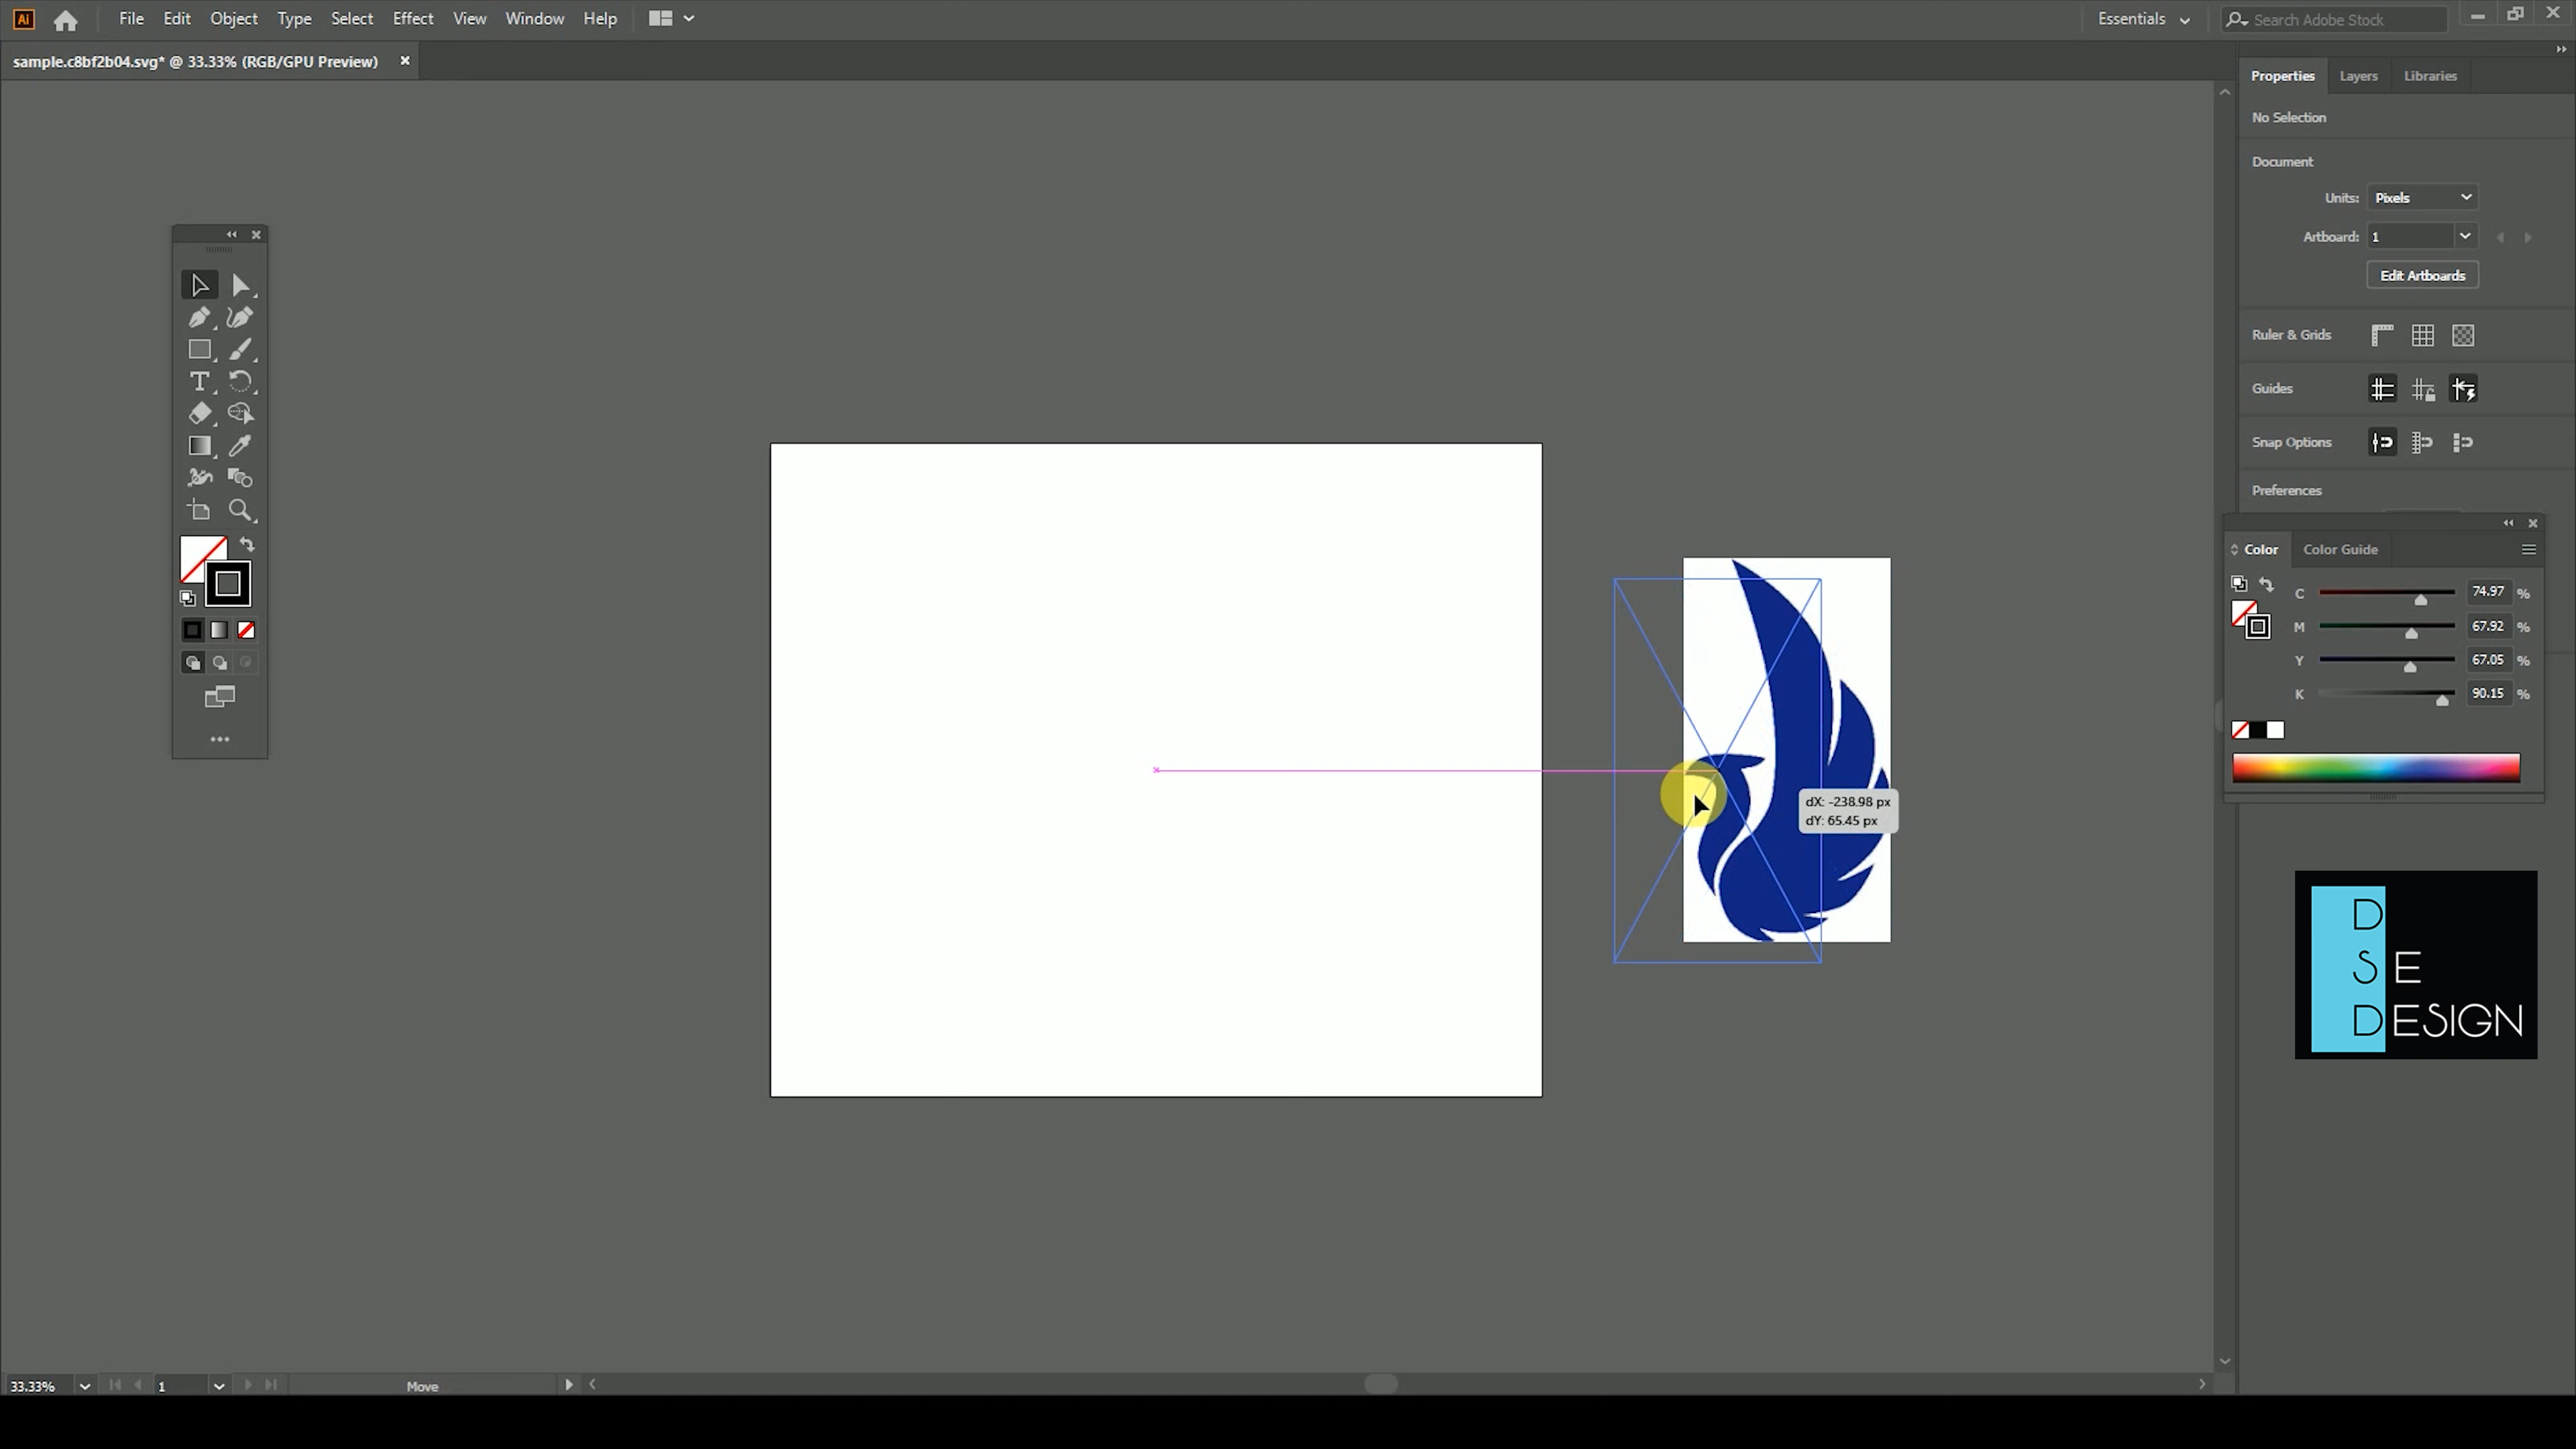 Ai File Edit Object Type Select Effect View Window Help Essentials Search Adobe Stock
sample.c8bf2b04.svg* @ 33.33% (RGB/GPU Preview)
Properties Layers Libraries
No Selection
Document
Units: Pixels
Artboard: 1
Edit Artboards
Ruler & Grids
Guides
Snap Options
Preferences
Color Color Guide
C 74.97 %
M 67.92 %
Y 67.05 %
K 90.15 %
dX: -238.98 px
dY: 65.45 px
D
S E
DESIGN
33.33% 1 Move